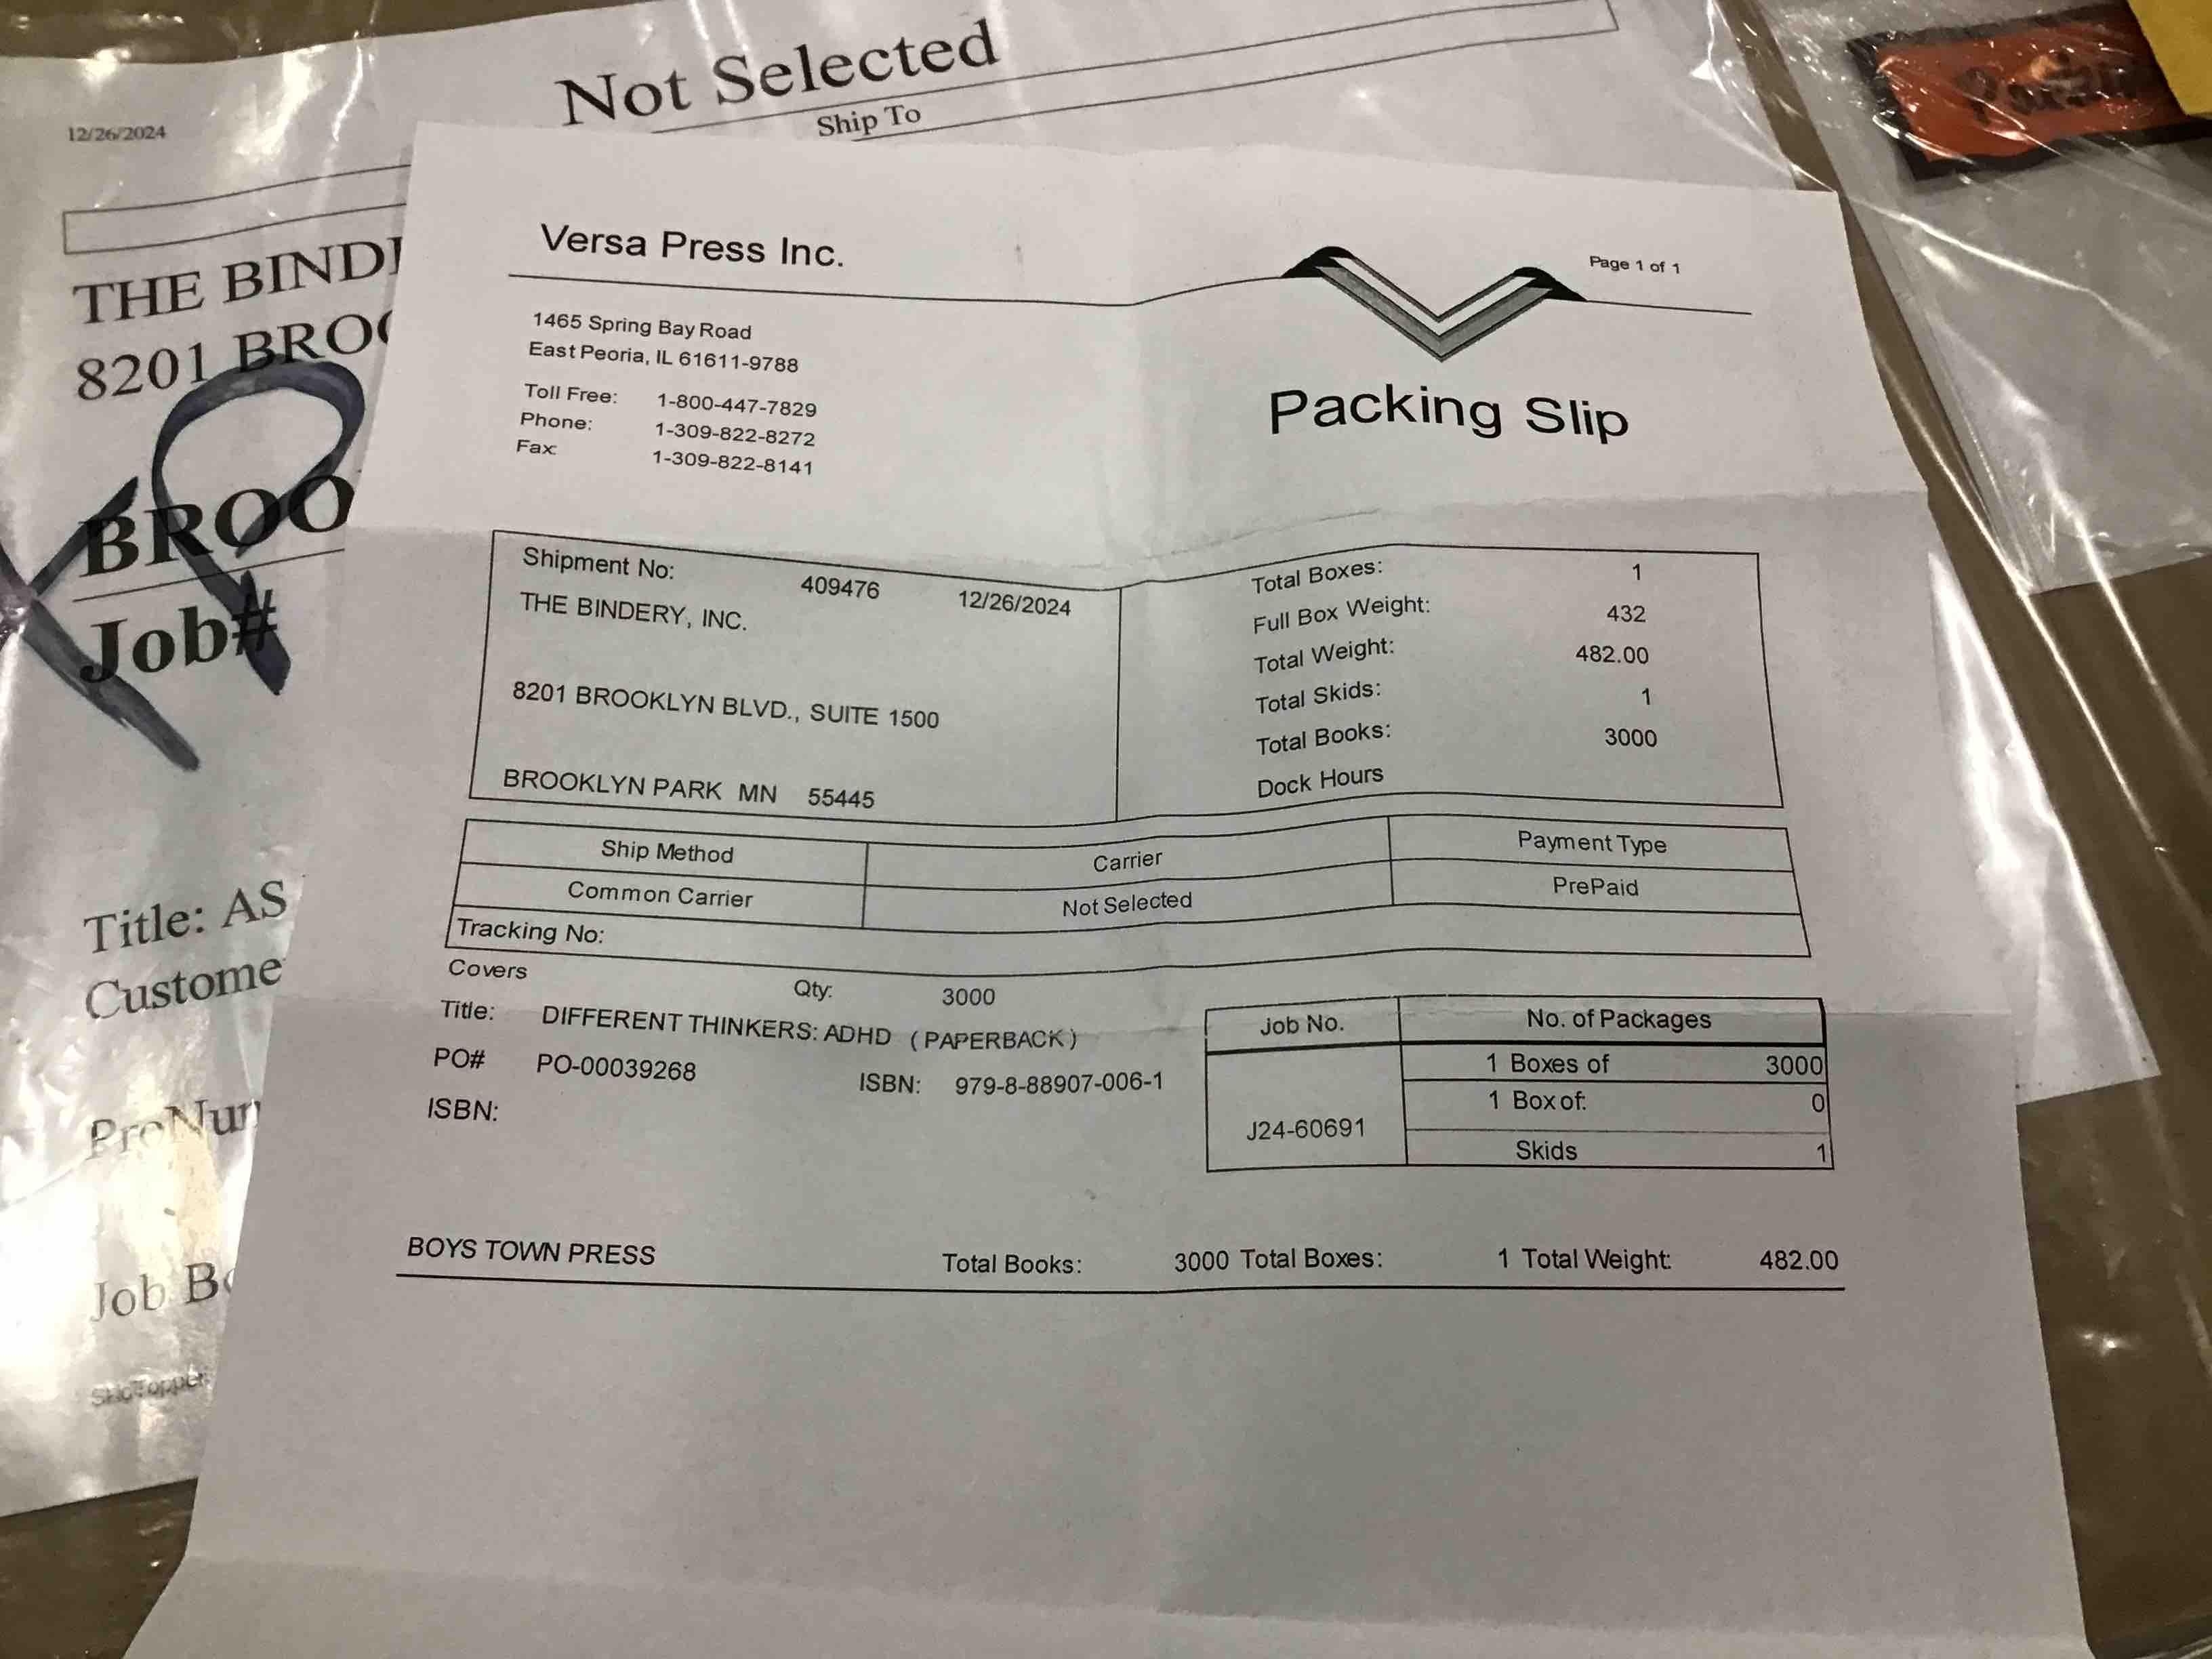 Not Selected
Ship To
12/26/2024
THE BINDE
8201 BROO
BROO
Job#
Title: AS
Custome
ProNum
Job Bo
Versa Press Inc.
Page 1 of 1
1465 Spring Bay Road
East Peoria, IL 61611-9788
Toll Free: 1-800-447-7829
Phone: 1-309-822-8272
Fax: 1-309-822-8141
Packing Slip
Shipment No: 409476 12/26/2024
THE BINDERY, INC.
8201 BROOKLYN BLVD., SUITE 1500
BROOKLYN PARK MN 55445
Total Boxes: 1
Full Box Weight: 432
Total Weight: 482.00
Total Skids: 1
Total Books: 3000
Dock Hours
Ship Method Carrier Payment Type
Common Carrier Not Selected PrePaid
Tracking No:
Covers Qty: 3000
Title: DIFFERENT THINKERS: ADHD (PAPERBACK)
PO# PO-00039268 ISBN: 979-8-88907-006-1
ISBN:
Job No. No. of Packages
J24-60691
1 Boxes of 3000
1 Box of: 0
Skids 1
BOYS TOWN PRESS Total Books: 3000 Total Boxes: 1 Total Weight: 482.00